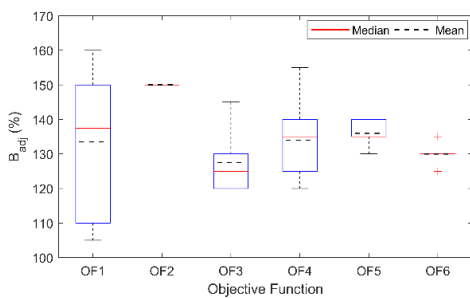 170
160
150
140
130
120
110
100
B_adj (%)
Median Mean
OF1 OF2 OF3 OF4 OF5 OF6
Objective Function